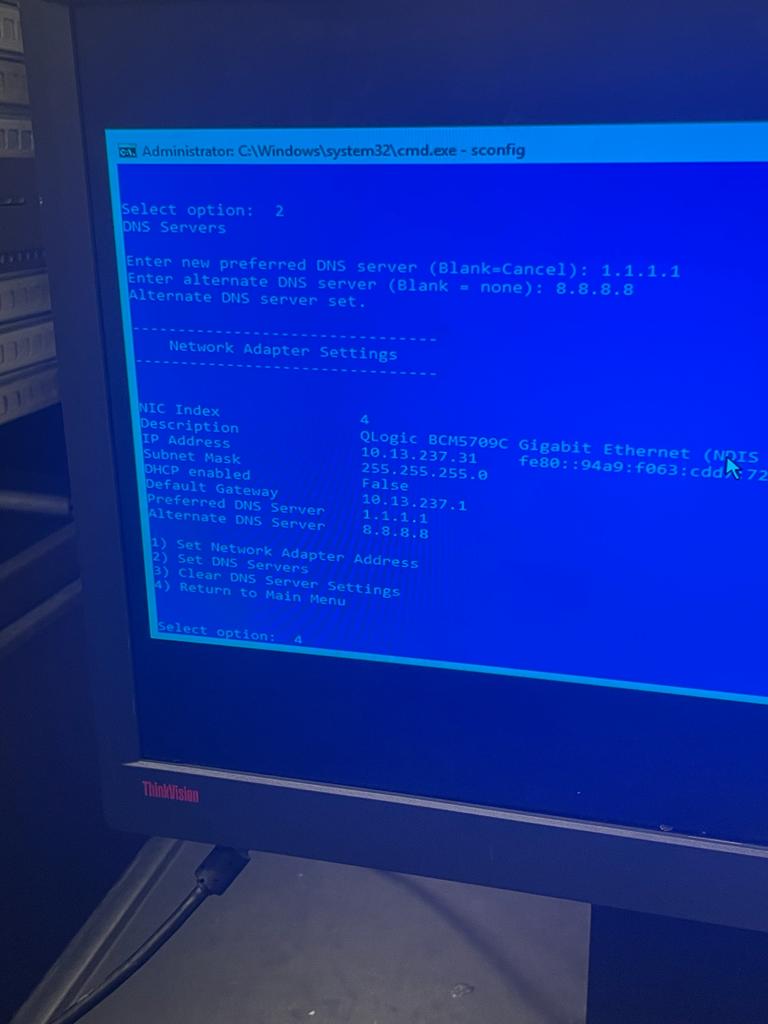 Administrator: C:\Windows\system32\cmd.exe - sconfig
Select option: 2
DNS Servers
Enter new preferred DNS server (Blank=Cancel): 1.1.1.1
Enter alternate DNS server (Blank = none): 8.8.8.8
Alternate DNS server set.
--------------------------------
Network Adapter Settings
--------------------------------
NIC Index 4
Description QLogic BCM5709C Gigabit Ethernet (NDIS
IP Address 10.13.237.31 fe80::94a9:f063:cdd
Subnet Mask 255.255.255.0
DHCP enabled False
Default Gateway 10.13.237.1
Preferred DNS Server 1.1.1.1
Alternate DNS Server 8.8.8.8
1) Set Network Adapter Address
2) Set DNS Servers
3) Clear DNS Server Settings
4) Return to Main Menu
Select option: 4
ThinkVision